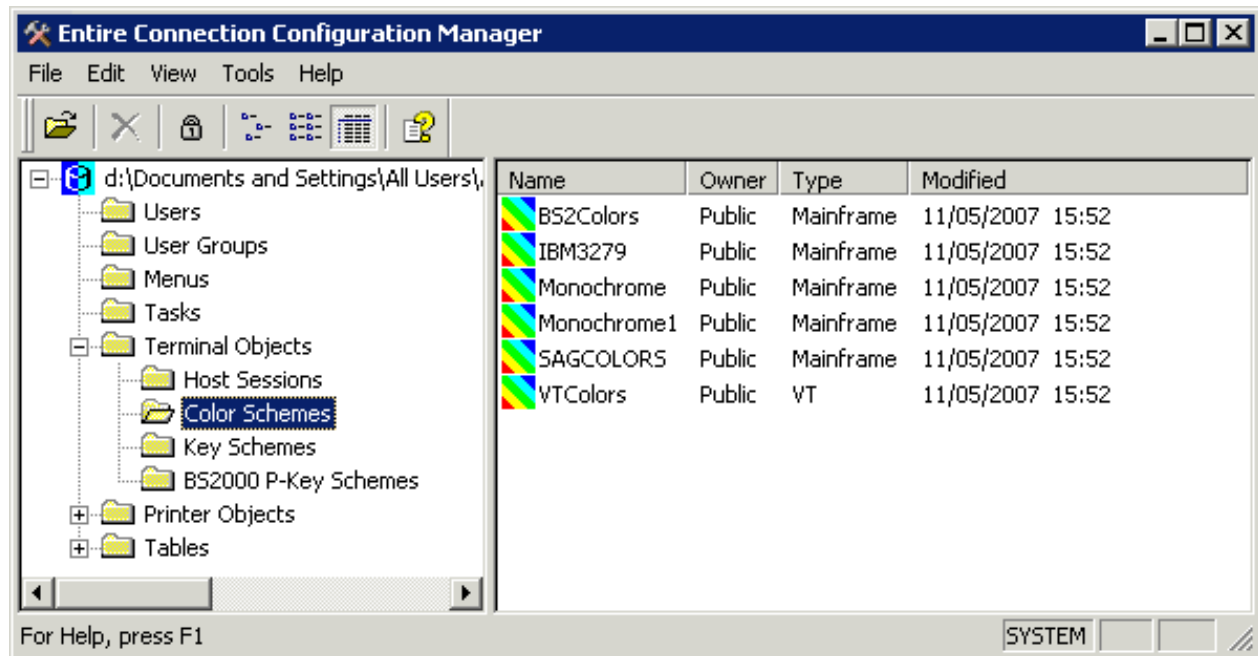 Entire Connection Configuration Manager
File Edit View Tools Help
d:\Documents and Settings\All Users\
Users
User Groups
Menus
Tasks
Terminal Objects
Host Sessions
Color Schemes
Key Schemes
BS2000 P-Key Schemes
Printer Objects
Tables
Name Owner Type Modified
BS2Colors Public Mainframe 11/05/2007 15:52
IBM3279 Public Mainframe 11/05/2007 15:52
Monochrome Public Mainframe 11/05/2007 15:52
Monochrome1 Public Mainframe 11/05/2007 15:52
SAGCOLORS Public Mainframe 11/05/2007 15:52
VTColors Public VT 11/05/2007 15:52
For Help, press F1 SYSTEM